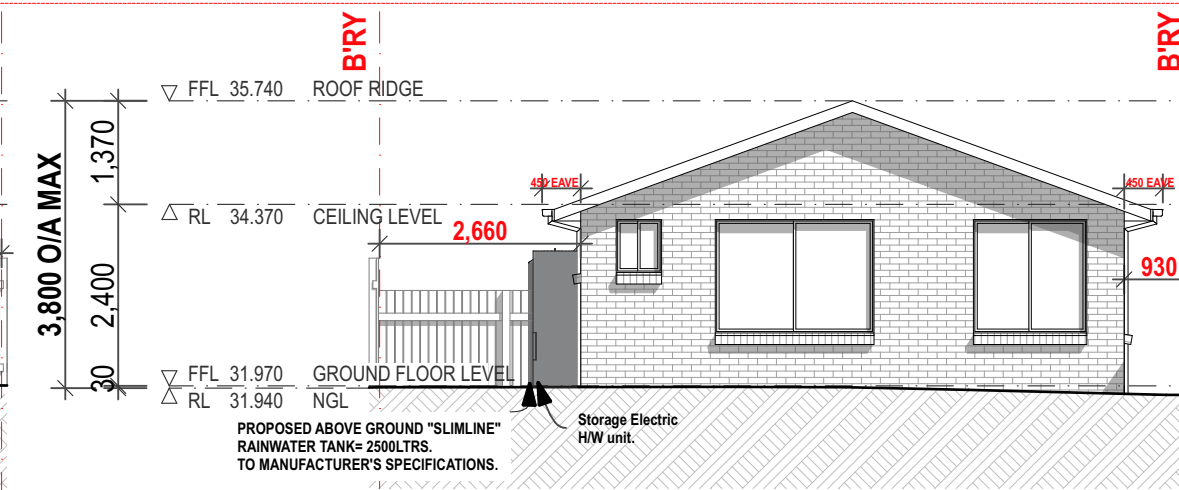 B'RY
B'RY
FFL 35.740 ROOF RIDGE
1,370
3,800 O/A MAX
450 EAVE
450 EAVE
RL 34.370 CEILING LEVEL
2,660
930
2,400
30
FFL 31.970 GROUND FLOOR LEVEL
RL 31.940 NGL
PROPOSED ABOVE GROUND "SLIMLINE"
RAINWATER TANK= 2500LTRS.
TO MANUFACTURER'S SPECIFICATIONS.
Storage Electric
H/W unit.